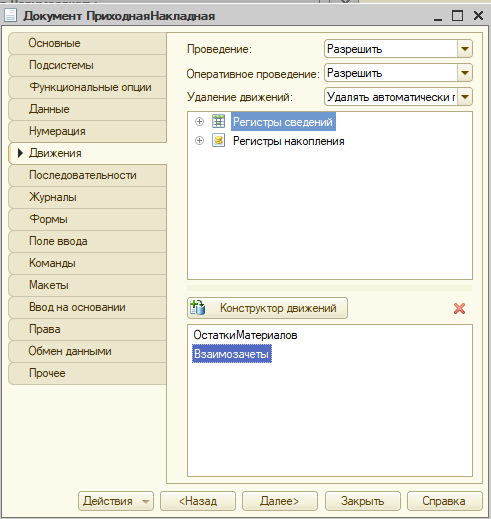 Документ ПриходнаяНакладная
Основные
Подсистемы
Функциональные опции
Данные
Нумерация
Движения
Последовательности
Журналы
Формы
Поле ввода
Команды
Макеты
Ввод на основании
Права
Обмен данными
Прочее
Проведение: Разрешить
Оперативное проведение: Разрешить
Удаление движений: Удалять автоматически г
Регистры сведений
Регистры накопления
Конструктор движений
ОстаткиМатериалов
Взаимозачеты
Действия <Назад Далее> Закрыть Справка